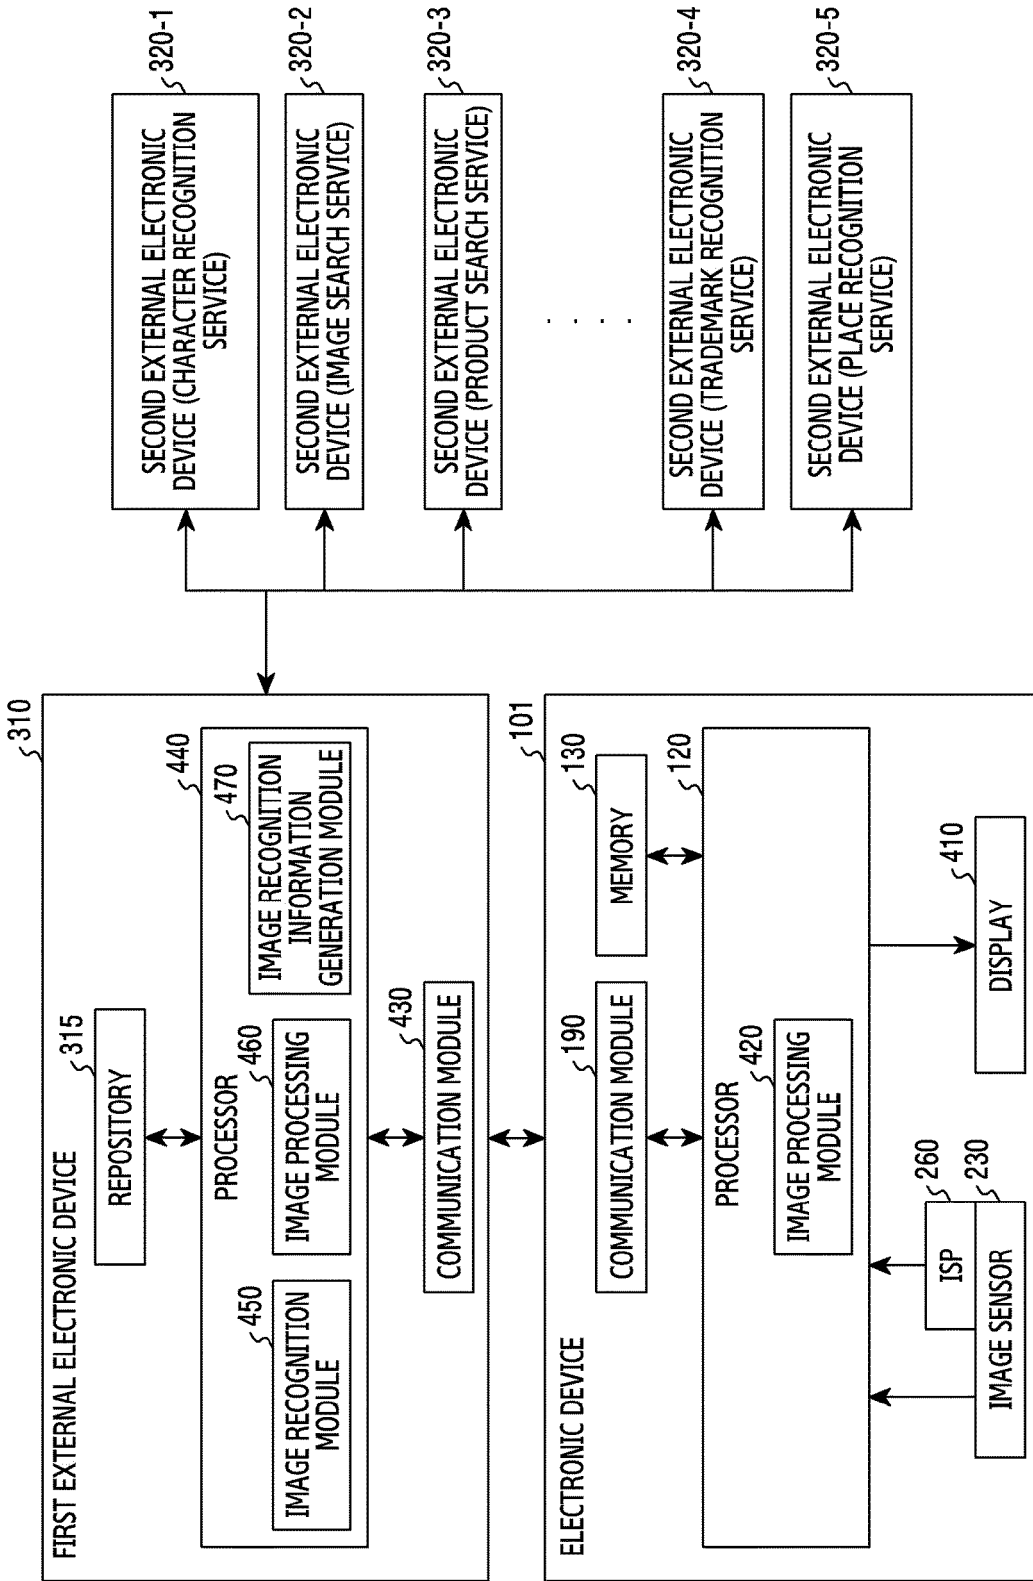 FIRST EXTERNAL ELECTRONIC DEVICE
310
REPOSITORY
315
PROCESSOR
440
IMAGE RECOGNITION
MODULE
450
IMAGE PROCESSING
MODULE
460
IMAGE RECOGNITION
INFORMATION
GENERATION MODULE
470
COMMUNICATION MODULE
430
ELECTRONIC DEVICE
101
COMMUNICATION MODULE
190
MEMORY
130
PROCESSOR
120
IMAGE PROCESSING
MODULE
420
ISP
260
IMAGE SENSOR
230
DISPLAY
410
SECOND EXTERNAL ELECTRONIC
DEVICE (CHARACTER RECOGNITION
SERVICE)
320-1
SECOND EXTERNAL ELECTRONIC
DEVICE (IMAGE SEARCH SERVICE)
320-2
SECOND EXTERNAL ELECTRONIC
DEVICE (PRODUCT SEARCH SERVICE)
320-3
. . . .
SECOND EXTERNAL ELECTRONIC
DEVICE (TRADEMARK RECOGNITION
SERVICE)
320-4
SECOND EXTERNAL ELECTRONIC
DEVICE (PLACE RECOGNITION
SERVICE)
320-5